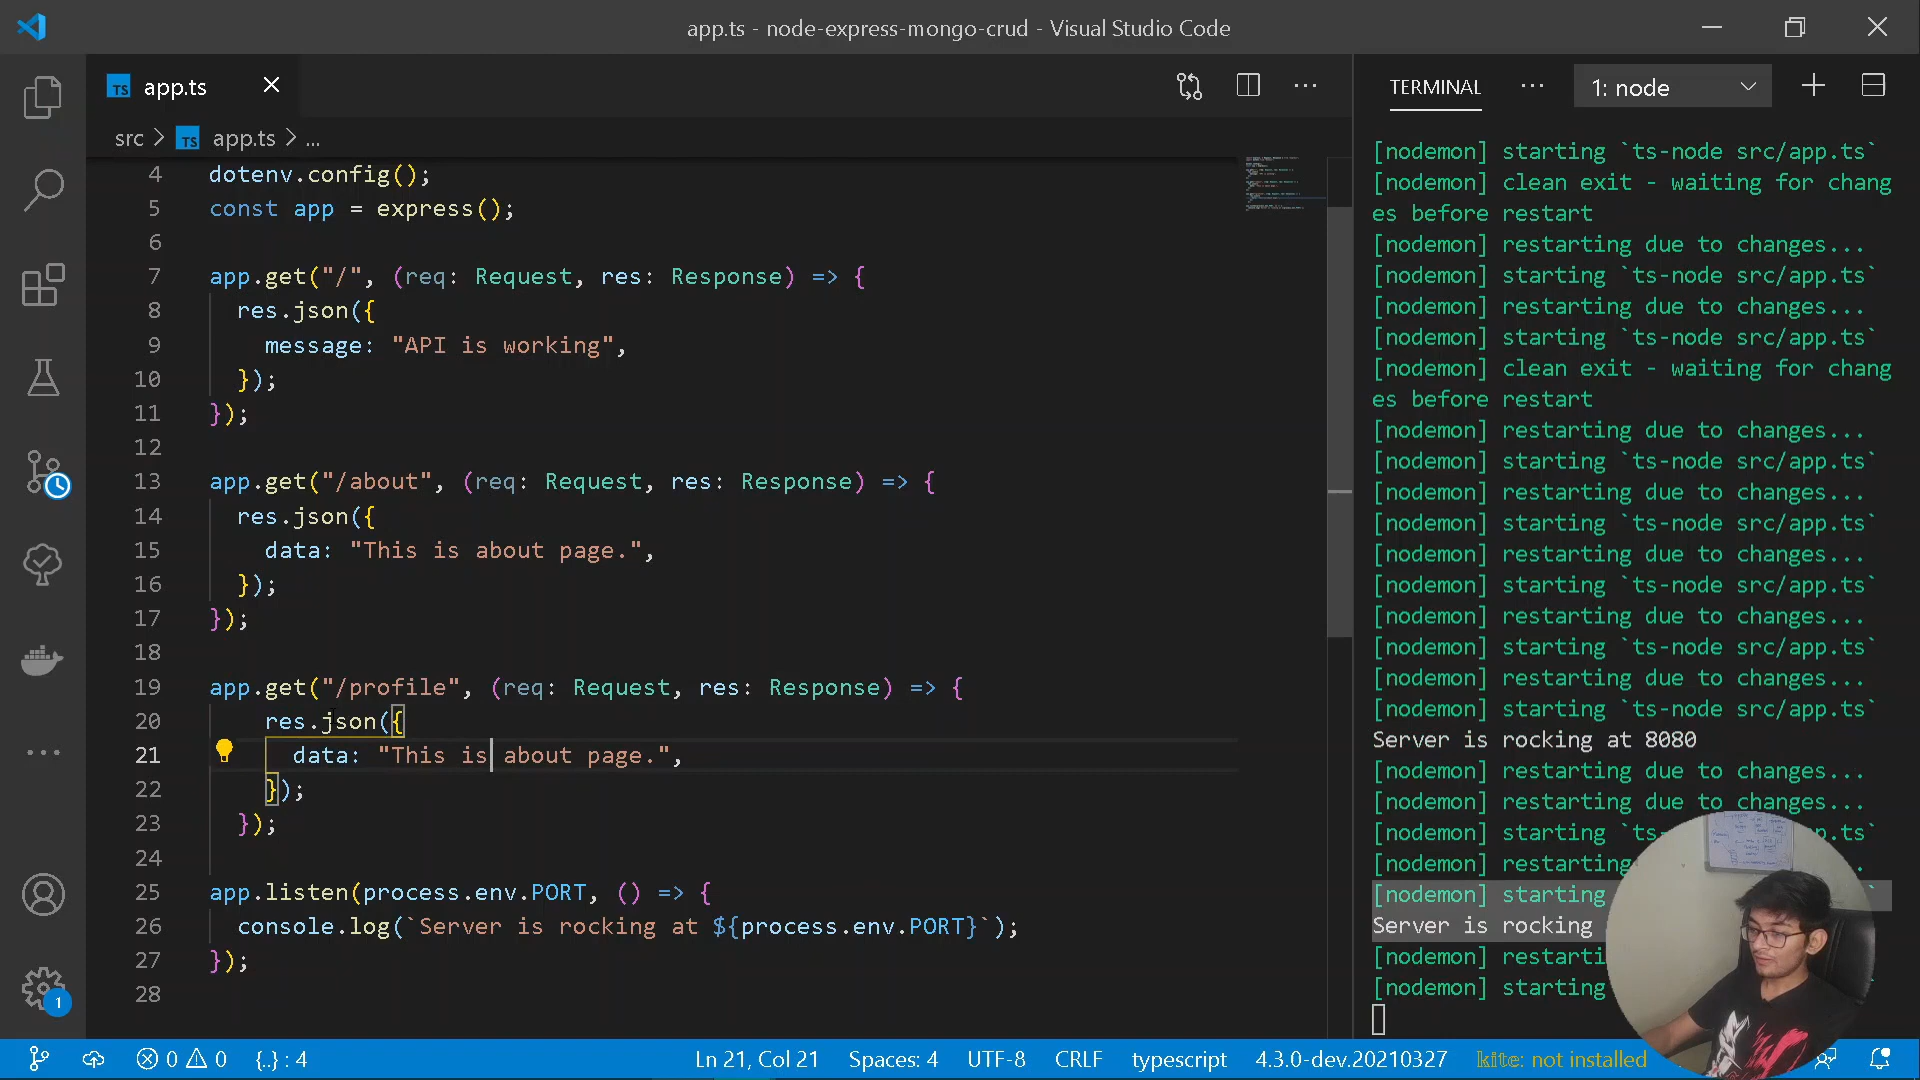 app.ts - node-express-mongo-crud - Visual Studio Code
TS app.ts
src > TS app.ts > ...
4 dotenv.config();
5 const app = express();
6
7 app.get("/", (req: Request, res: Response) => {
8 res.json({
9 message: "API is working",
10 });
11 });
12
13 app.get("/about", (req: Request, res: Response) => {
14 res.json({
15 data: "This is about page.",
16 });
17 });
18
19 app.get("/profile", (req: Request, res: Response) => {
20 res.json({
21 data: "This is about page.",
22 });
23 });
24
25 app.listen(process.env.PORT, () => {
26 console.log(`Server is rocking at ${process.env.PORT}`);
27 });
28
TERMINAL ... 1: node
[nodemon] starting `ts-node src/app.ts`
[nodemon] clean exit - waiting for chang
es before restart
[nodemon] restarting due to changes...
[nodemon] starting `ts-node src/app.ts`
[nodemon] restarting due to changes...
[nodemon] starting `ts-node src/app.ts`
[nodemon] clean exit - waiting for chang
es before restart
[nodemon] restarting due to changes...
[nodemon] starting `ts-node src/app.ts`
[nodemon] restarting due to changes...
[nodemon] starting `ts-node src/app.ts`
[nodemon] restarting due to changes...
[nodemon] starting `ts-node src/app.ts`
[nodemon] restarting due to changes...
[nodemon] starting `ts-node src/app.ts`
[nodemon] restarting due to changes...
[nodemon] starting `ts-node src/app.ts`
Server is rocking at 8080
[nodemon] restarting due to changes...
[nodemon] restarting due to changes...
[nodemon] starting `ts- p.ts`
[nodemon] restarting .
[nodemon] starting `
Server is rocking
[nodemon] restarti
[nodemon] starting
1
0 0 {..} : 4 Ln 21, Col 21 Spaces: 4 UTF-8 CRLF typescript 4.3.0-dev.20210327 kite: not installed